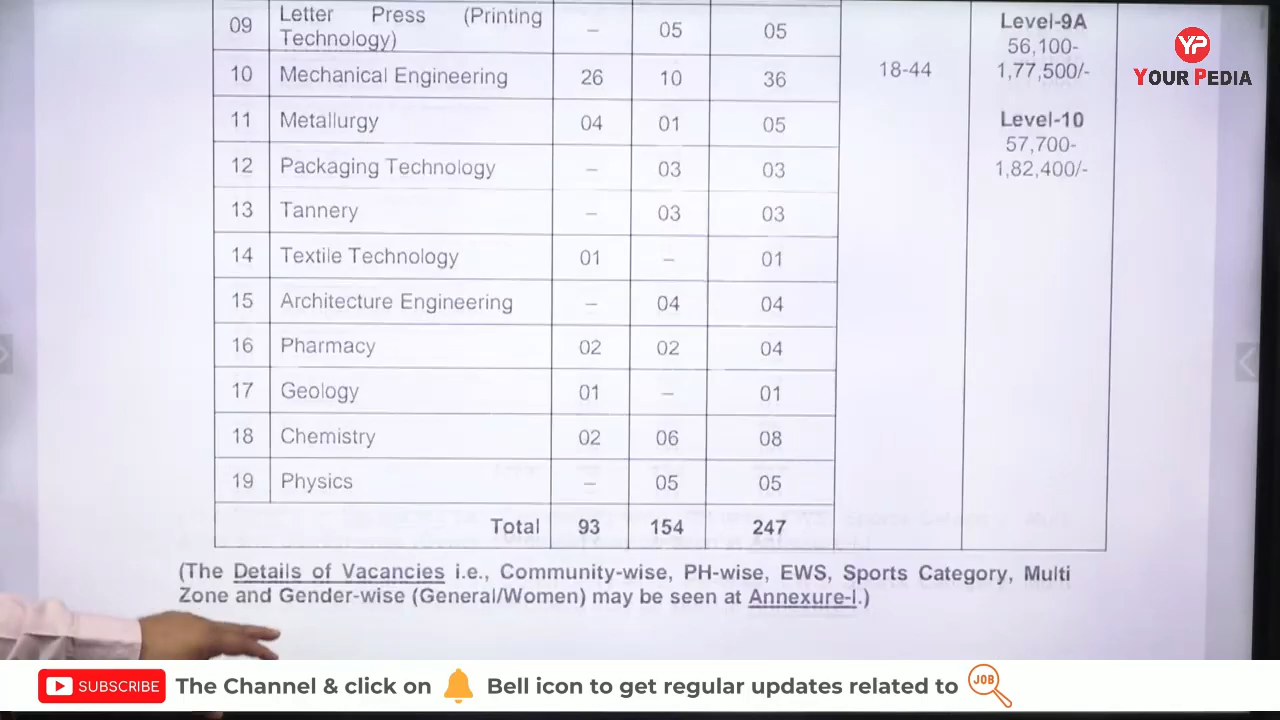 09 Letter Press (Printing Technology) – 05 05
10 Mechanical Engineering 26 10 36
11 Metallurgy 04 01 05
12 Packaging Technology – 03 03
13 Tannery – 03 03
14 Textile Technology 01 – 01
15 Architecture Engineering – 04 04
16 Pharmacy 02 02 04
17 Geology 01 – 01
18 Chemistry 02 06 08
19 Physics – 05 05
Total 93 154 247
18-44
Level-9A
56,100-
1,77,500/-
Level-10
57,700-
1,82,400/-
YP
YOUR PEDIA
(The Details of Vacancies i.e., Community-wise, PH-wise, EWS, Sports Category, Multi
Zone and Gender-wise (General/Women) may be seen at Annexure-I.)
SUBSCRIBE The Channel & click on Bell icon to get regular updates related to JOB